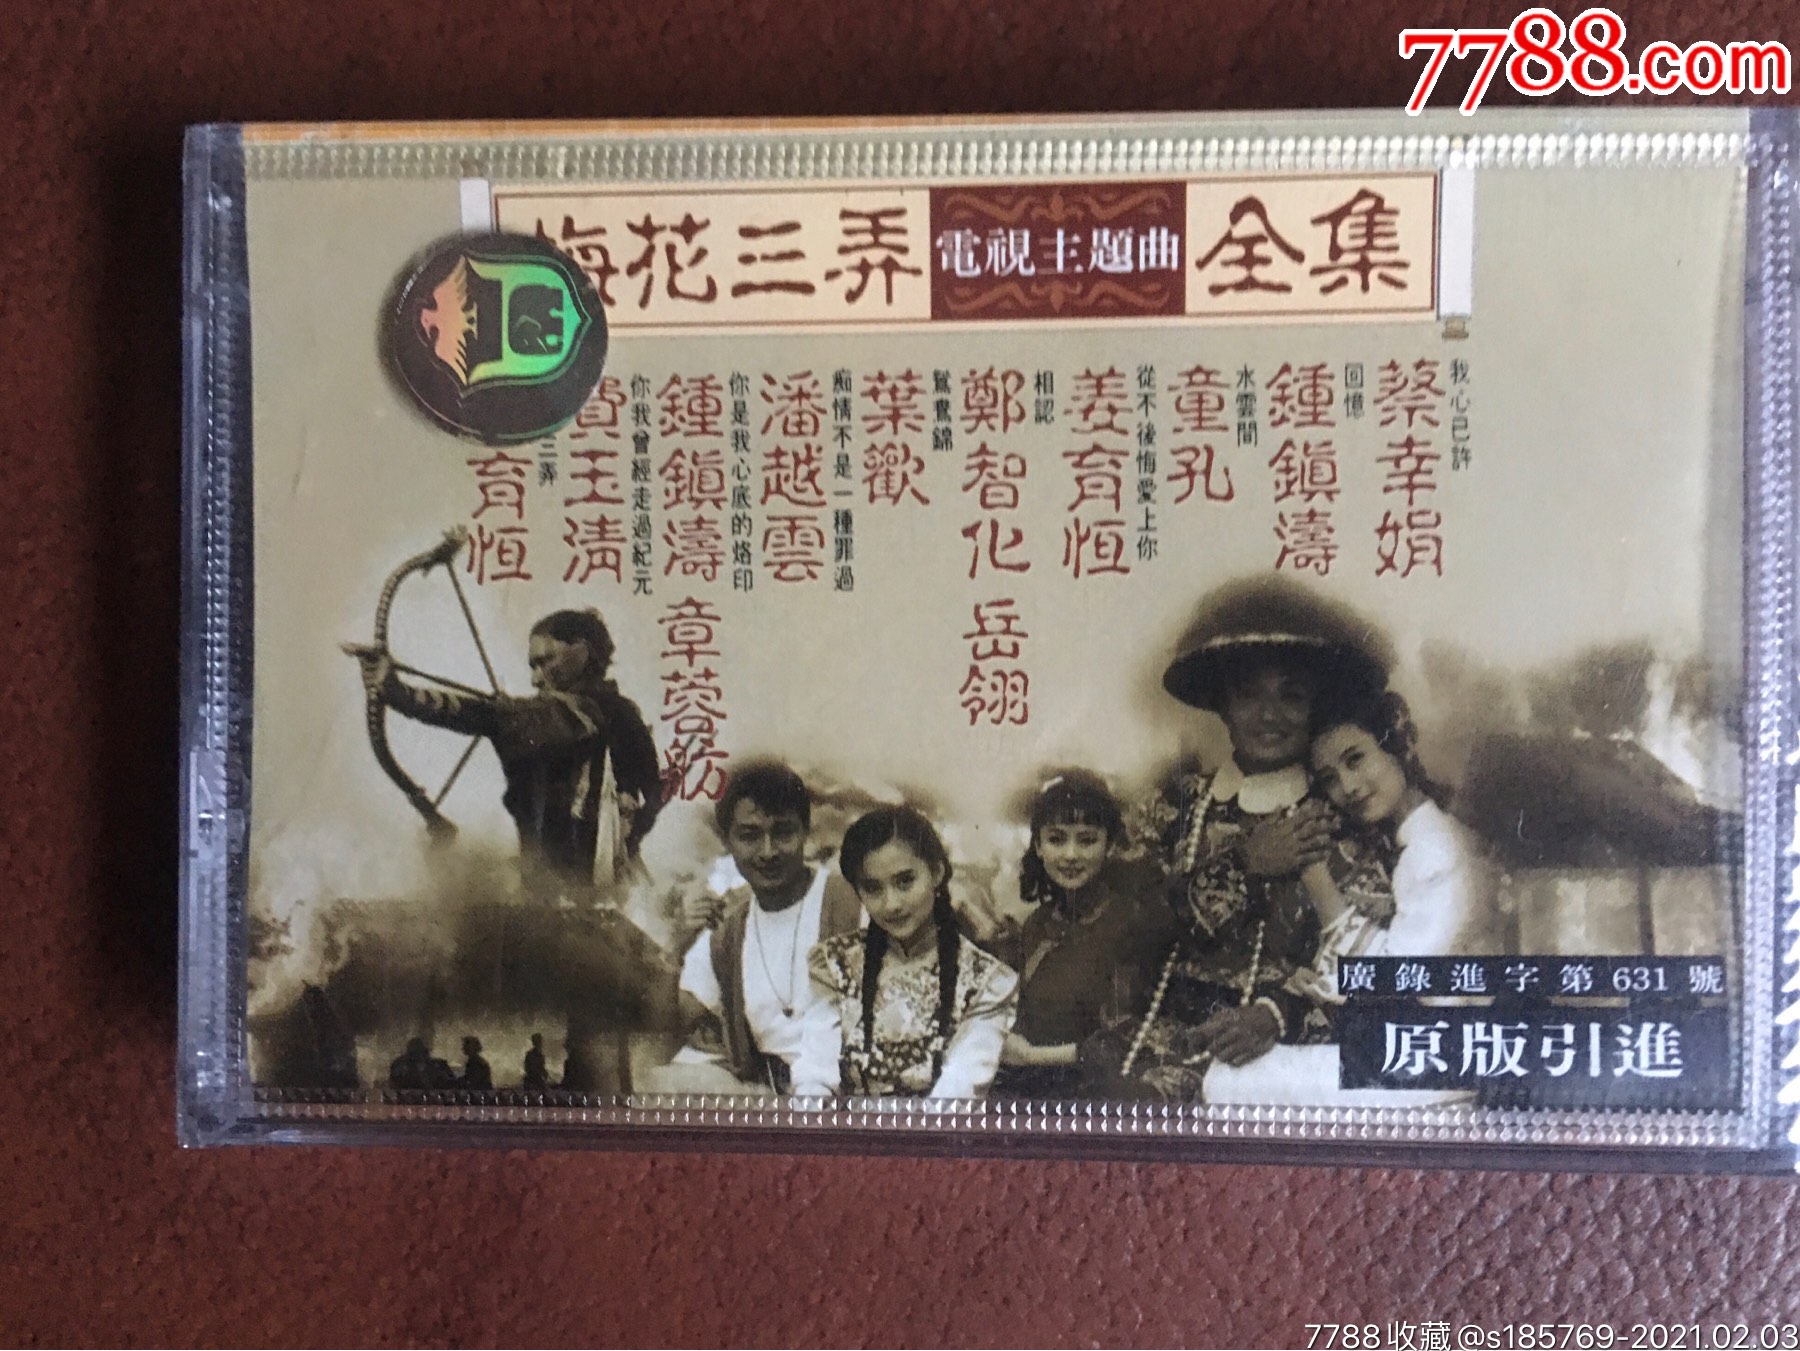 7788.com
梅花三弄
電視主題曲
全集
我心已許
蔡幸娟
回憶
鍾鎮濤
水雲間
童孔
從不後悔愛上你
姜育恒
相認
鄭智化 岳翎
鴛鴦錦
葉歡
痴情不是一種罪過
潘越雲
你是我心底的烙印
鍾鎮濤 章蓉舫
你我曾經走過紀元
費玉清
三弄
育恒
廣錄進字第631號
原版引進
7788收藏@s185769-2021.02.03